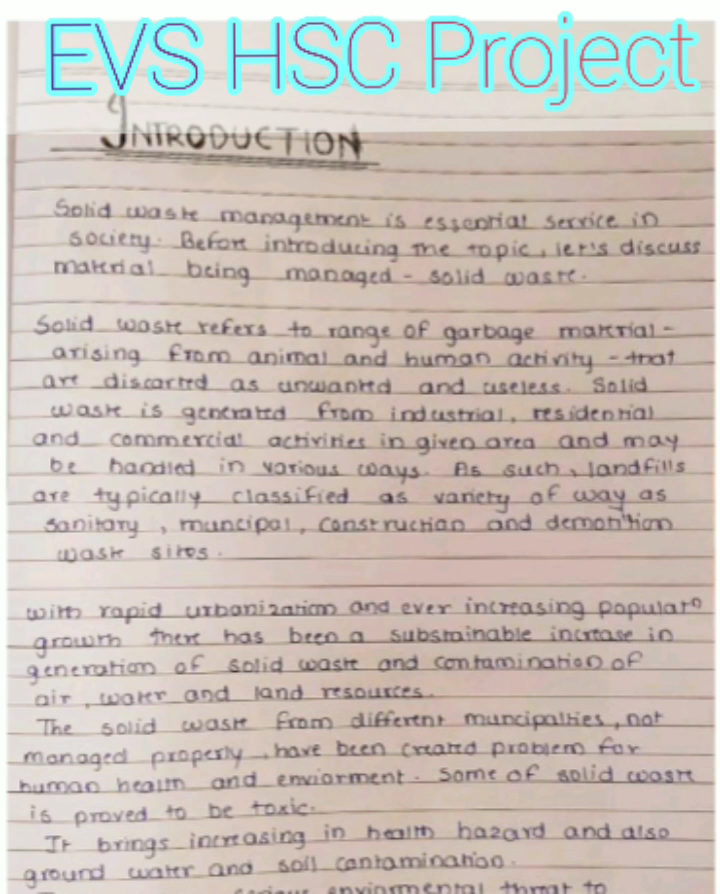 EVS HSC Project
INTRODUCTION
Solid waste management is essential service in
society. Before introducing the topic, let's discuss
material being managed - solid waste.
Solid waste refers to range of garbage material -
arising from animal and human activity - that
are discarted as unwanted and useless. Solid
waste is generated from industrial, residential
and commercial activities in given area and may
be handled in various ways. As such, landfills
are typically classified as variety of way as
sanitary, muncipal, construction and demotition
waste sites.
with rapid urbanization and ever increasing populatn
growth there has been a substainable increase in
generation of solid waste and contamination of
air, water and land resources.
The solid waste from different muncipalties, not
managed properly, have been created problem for
human health and enviorment. Some of solid waste
is proved to be toxic.
It brings increasing in health hazard and also
ground water and soil contamination.
serious enviormental threat to